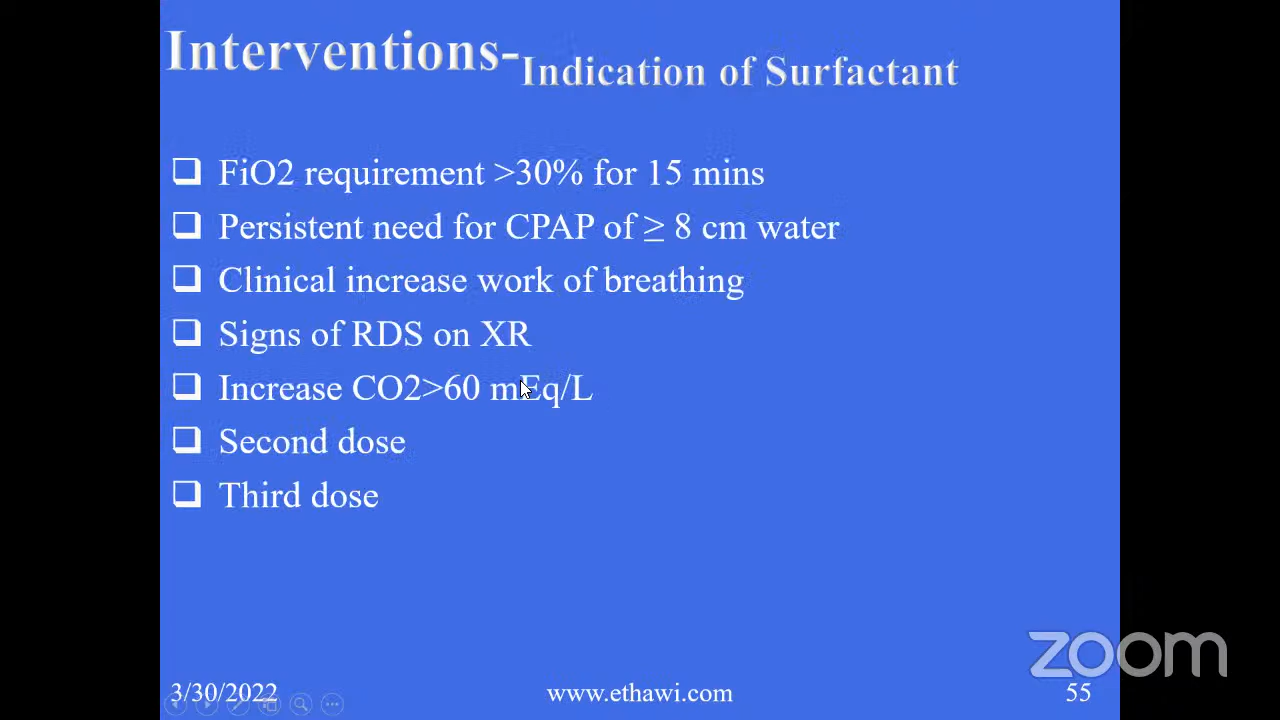 Interventions-Indication of Surfactant
FiO2 requirement >30% for 15 mins
Persistent need for CPAP of ≥ 8 cm water
Clinical increase work of breathing
Signs of RDS on XR
Increase CO2>60 mEq/L
Second dose
Third dose
zoom
3/30/2022
www.ethawi.com
55